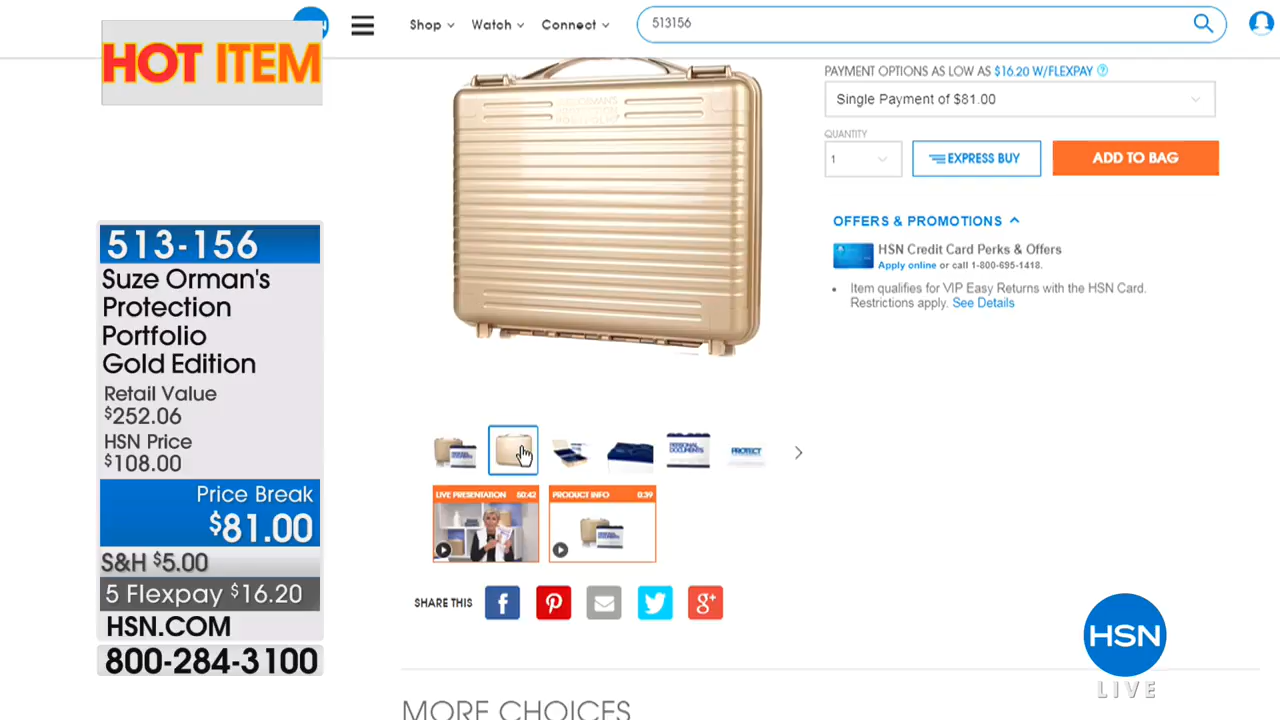 HOT ITEM
Shop
Watch
Connect
513156
513-156
Suze Orman's
Protection
Portfolio
Gold Edition
Retail Value
$252.06
HSN Price
$108.00
Price Break
$81.00
S&H $5.00
5 Flexpay $16.20
HSN.COM
800-284-3100
PAYMENT OPTIONS AS LOW AS $16.20 W/FLEXPAY ?
Single Payment of $81.00
QUANTITY
1
EXPRESS BUY
ADD TO BAG
OFFERS & PROMOTIONS
HSN Credit Card Perks & Offers
Apply online or call 1-800-695-1418.
• Item qualifies for VIP Easy Returns with the HSN Card.
Restrictions apply. See Details
PERSONAL
DOCUMENTS
PROTECT
LIVE PRESENTATION 50:42
PRODUCT INFO 0:39
SHARE THIS
HSN
LIVE
MORE CHOICES